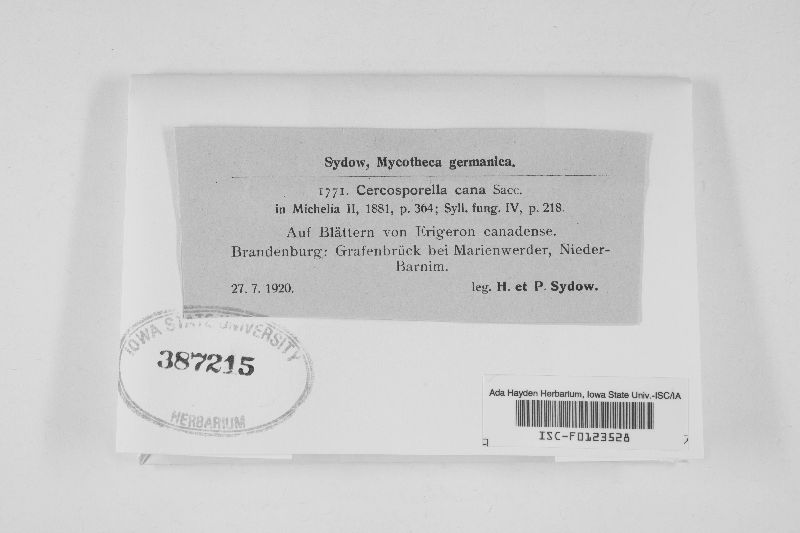 Sydow, Mycotheca germanica.
1771. Cercosporella cana Sacc.
in Michelia II, 1881, p. 364; Syll. fung. IV, p. 218.
Auf Blättern von Erigeron canadense.
Brandenburg: Grafenbrück bei Marienwerder, Nieder-
Barnim.
27. 7. 1920. leg. H. et P. Sydow.
IOWA STATE UNIVERSITY
387215
HERBARIUM
Ada Hayden Herbarium, Iowa State Univ.-ISC/IA
ISC-F0123528